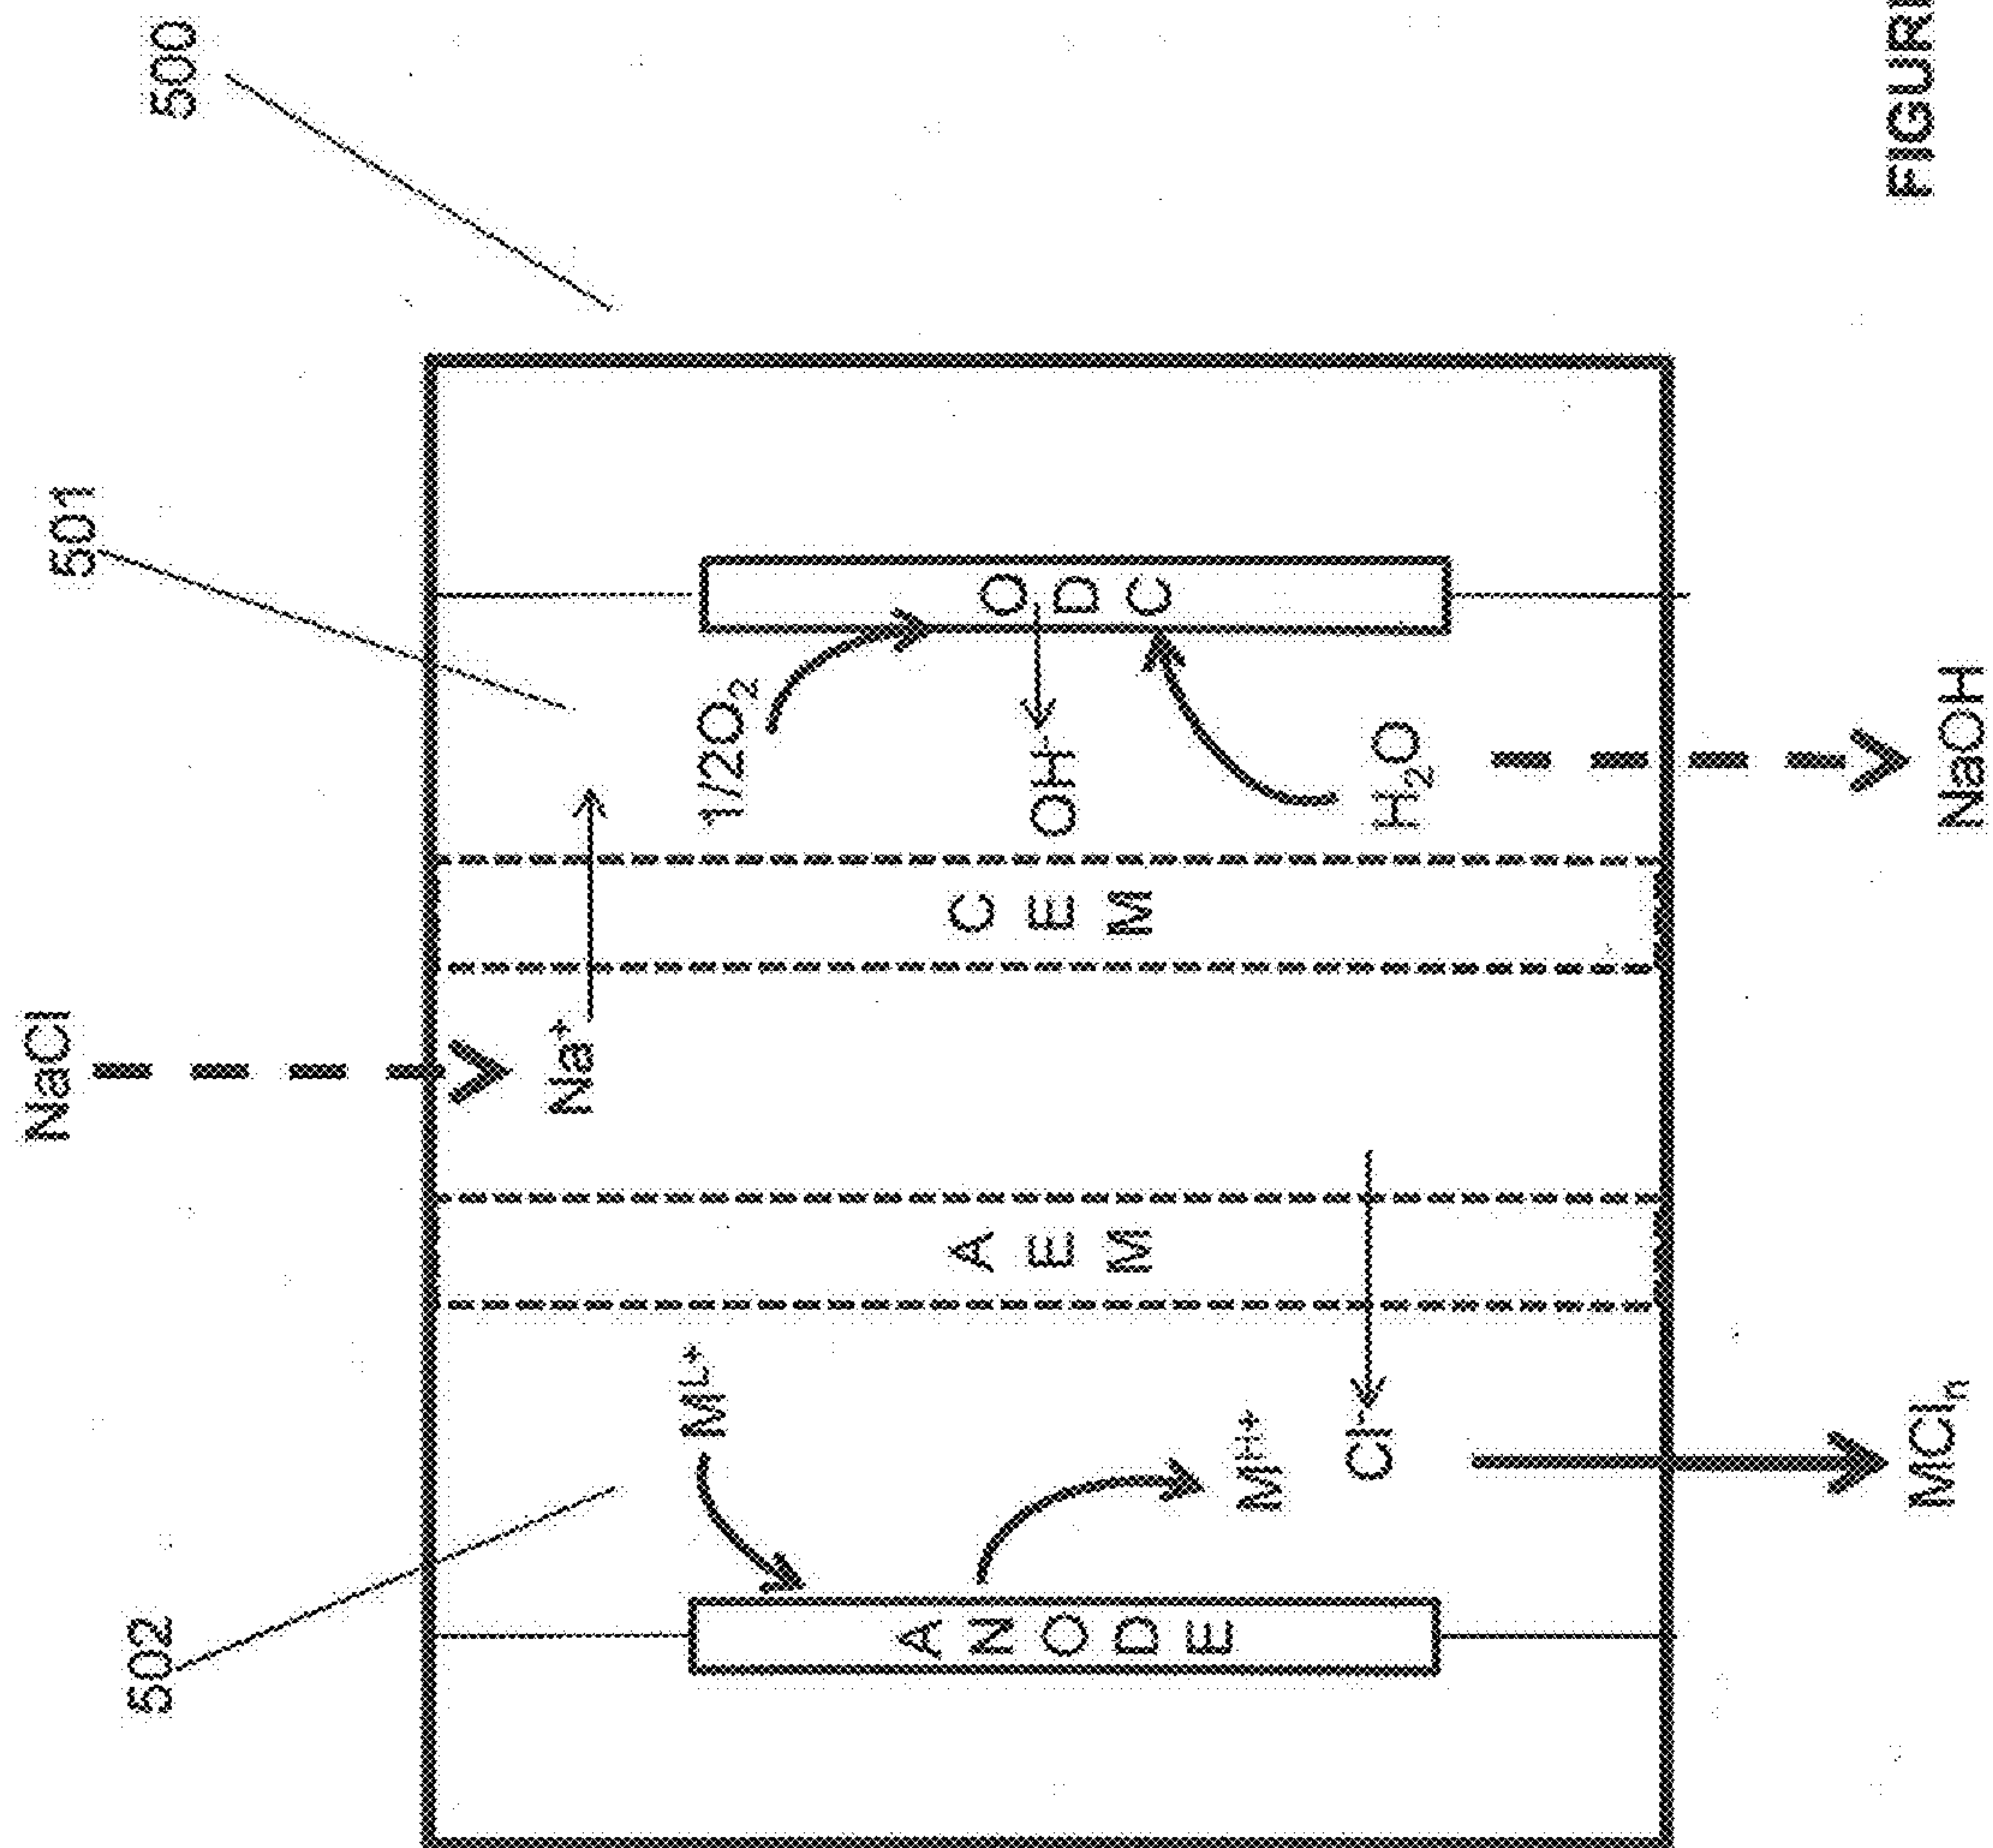 500
501
NaCl
502
Na⁺
Mᴸ⁺
1/2O₂
ANODE
AEM
CEM
ODC
OH⁻
Mᴴ⁺
Cl⁻
H₂O
MClₙ
NaOH
FIGURE